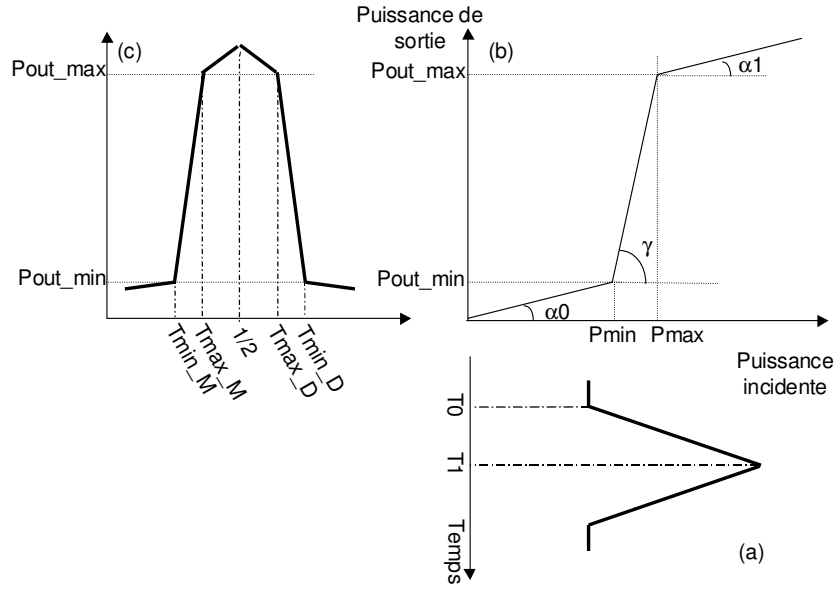 (c)
Pout_max
Pout_min
Tmin_M
Tmax_M
1/2
Tmax_D
Tmin_D
Puissance de
sortie
(b)
Pout_max
α1
γ
Pout_min
α0
Pmin
Pmax
Puissance
incidente
T0
T1
Temps
(a)